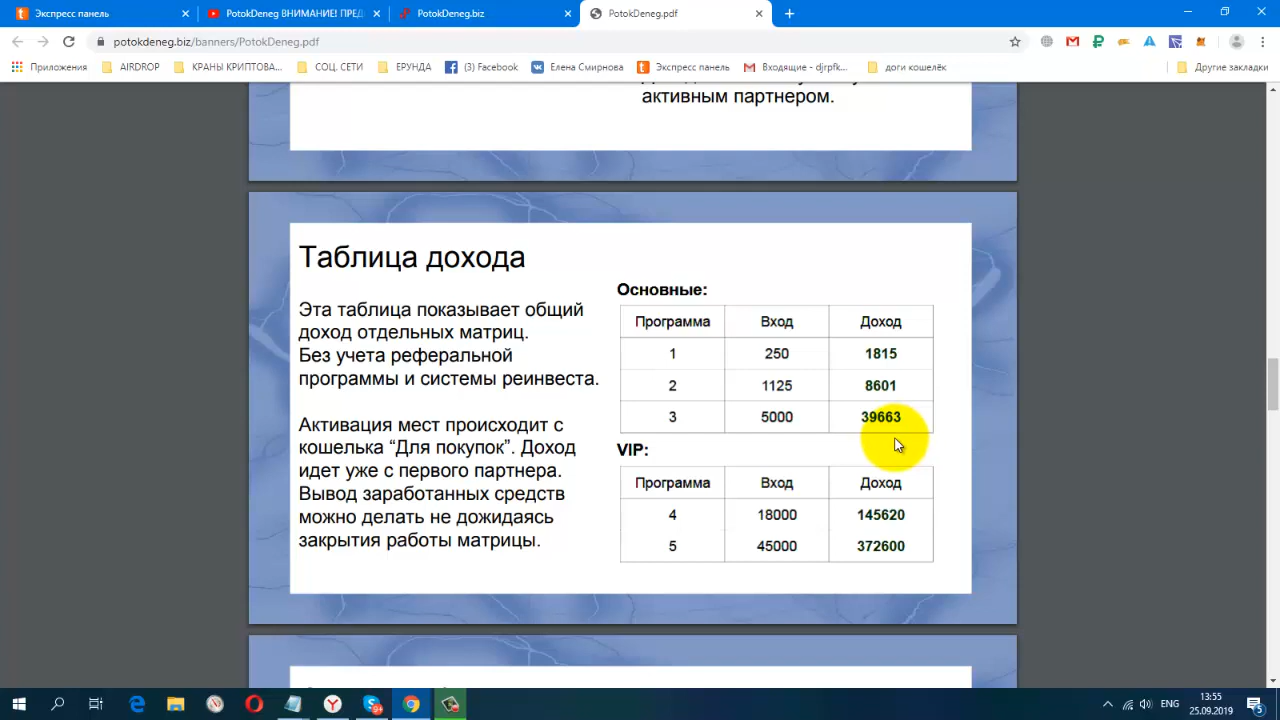 Экспресс панель
PotokDeneg ВНИМАНИЕ! ПРЕД
PotokDeneg.biz
PotokDeneg.pdf
potokdeneg.biz/banners/PotokDeneg.pdf
Приложения
AIRDROP
КРАНЫ КРИПТОВА...
СОЦ. СЕТИ
ЕРУНДА
(3) Facebook
Елена Смирнова
Экспресс панель
Входящие - djrpfk...
доги кошелёк
Другие закладки
активным партнером.
Таблица дохода
Эта таблица показывает общий
доход отдельных матриц.
Без учета реферальной
программы и системы реинвеста.
Активация мест происходит с
кошелька “Для покупок”. Доход
идет уже с первого партнера.
Вывод заработанных средств
можно делать не дожидаясь
закрытия работы матрицы.
Основные:
Программа Вход Доход
1 250 1815
2 1125 8601
3 5000 39663
VIP:
Программа Вход Доход
4 18000 145620
5 45000 372600
ENG
13:55
25.09.2019